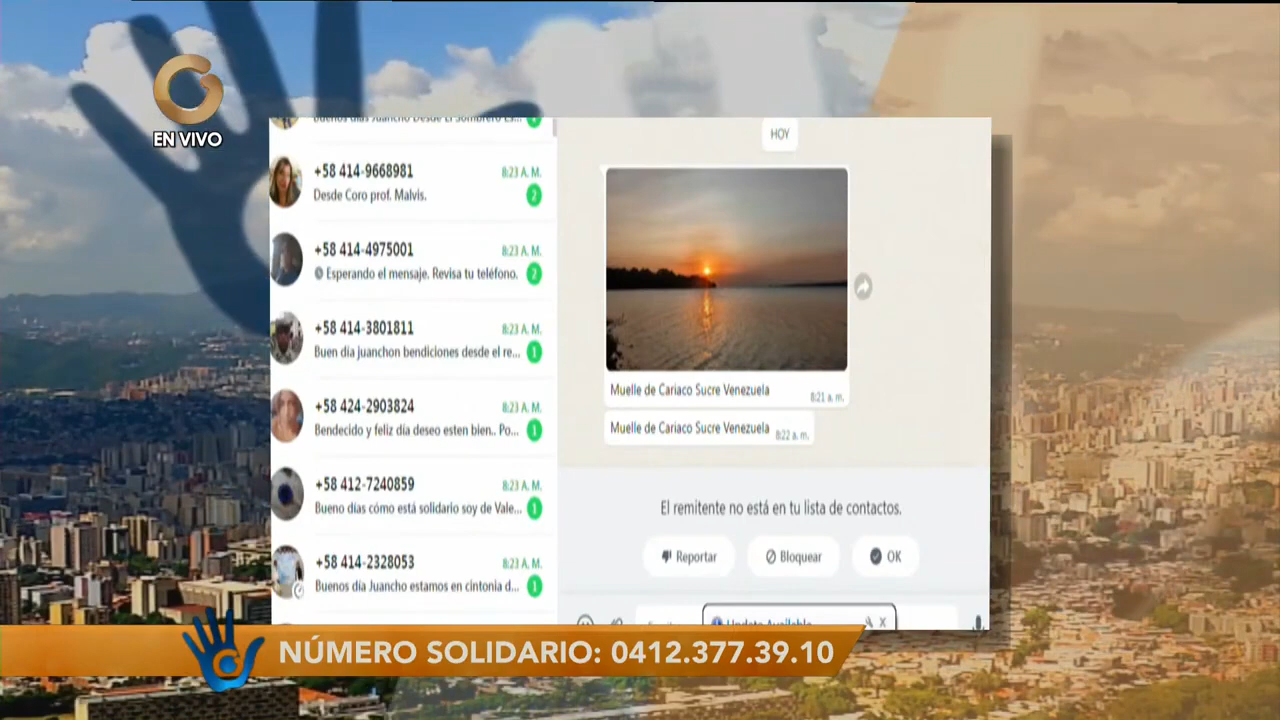 EN VIVO
Buenos días Juancho Desde El Sombrero Es...
+58 414-9668981
8:23 A. M.
Desde Coro prof. Malvis.
2
+58 414-4975001
8:23 A. M.
Esperando el mensaje. Revisa tu teléfono.
2
+58 414-3801811
8:23 A. M.
Buen día juanchon bendiciones desde el re...
1
+58 424-2903824
8:23 A. M.
Bendecido y feliz día deseo esten bien.. Po...
1
+58 412-7240859
8:23 A. M.
Bueno días cómo está solidario soy de Vale...
1
+58 414-2328053
8:23 A. M.
Buenos día Juancho estamos en cintonia d...
1
HOY
Muelle de Cariaco Sucre Venezuela
8:21 a. m.
Muelle de Cariaco Sucre Venezuela
8:22 a. m.
El remitente no está en tu lista de contactos.
Reportar
Bloquear
OK
Update Available
X
NÚMERO SOLIDARIO: 0412.377.39.10